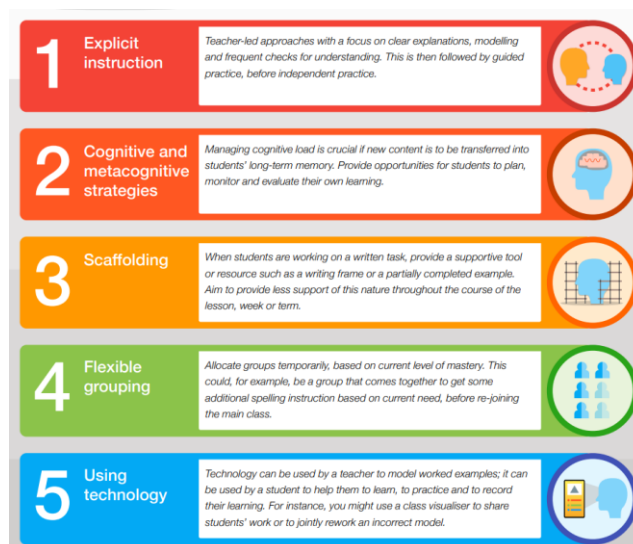 1
Explicit
instruction
Teacher-led approaches with a focus on clear explanations, modelling
and frequent checks for understanding. This is then followed by guided
practice, before independent practice.
2
Cognitive and
metacognitive
strategies
Managing cognitive load is crucial if new content is to be transferred into
students' long-term memory. Provide opportunities for students to plan,
monitor and evaluate their own learning.
3
Scaffolding
When students are working on a written task, provide a supportive tool
or resource such as a writing frame or a partially completed example.
Aim to provide less support of this nature throughout the course of the
lesson, week or term.
4
Flexible
grouping
Allocate groups temporarily, based on current level of mastery. This
could, for example, be a group that comes together to get some
additional spelling instruction based on current need, before re-joining
the main class.
5
Using
technology
Technology can be used by a teacher to model worked examples; it can
be used by a student to help them to learn, to practice and to record
their learning. For instance, you might use a class visualiser to share
students' work or to jointly rework an incorrect model.